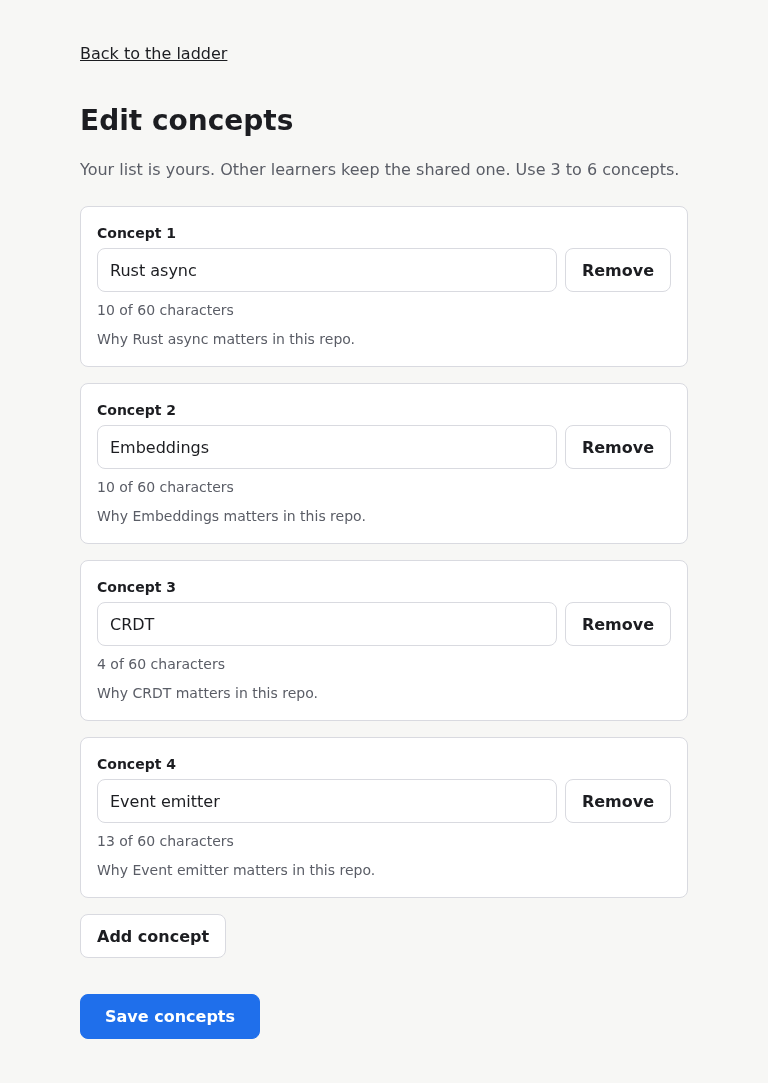 Back to the ladder
Edit concepts
Your list is yours. Other learners keep the shared one. Use 3 to 6 concepts.
Concept 1
Rust async
Remove
10 of 60 characters
Why Rust async matters in this repo.
Concept 2
Embeddings
Remove
10 of 60 characters
Why Embeddings matters in this repo.
Concept 3
CRDT
Remove
4 of 60 characters
Why CRDT matters in this repo.
Concept 4
Event emitter
Remove
13 of 60 characters
Why Event emitter matters in this repo.
Add concept
Save concepts